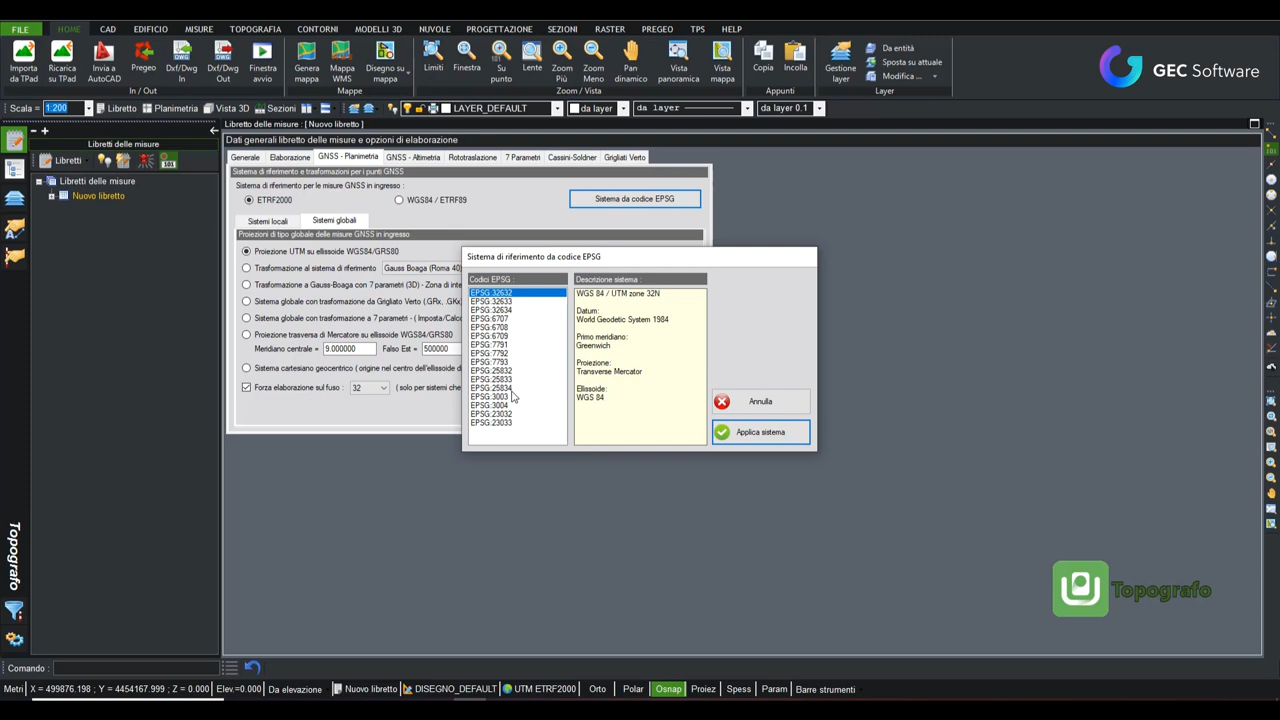 FILE HOME CAD EDIFICIO MISURE TOPOGRAFIA CONTORNI MODELLI 3D NUVOLE PROGETTAZIONE SEZIONI RASTER PREGEO TPS HELP
Importa da TPad
Ricarica su TPad
Invia a AutoCAD
Pregeo
Dxf/Dwg In
Dxf/Dwg Out
Finestra avvio
Genera mappa
Mappa WMS
Disegno su mappa
Limiti
Finestra
Su punto
Lente
Zoom Più
Zoom Meno
Pan dinamico
Vista panoramica
Vista mappa
Copia
Incolla
Gestione layer
Da entità
Sposta su attuale
Modifica ...
In / Out
Mappe
Zoom / Vista
Appunti
Layer
GEC Software
Scala = 1:200 Libretto Planimetria Vista 3D Sezioni LAYER_DEFAULT da layer da layer da layer 0.1
Libretti delle misure
Libretti
Libretti delle misure
Nuovo libretto
Libretto delle misure : [ Nuovo libretto ]
Dati generali libretto delle misure e opzioni di elaborazione
Generale Elaborazione GNSS - Planimetria GNSS - Altimetria Rototraslazione 7 Parametri Cassini-Soldner Grigliati Verto
Sistema di riferimento e trasformazioni per i punti GNSS
Sistema di riferimento per le misure GNSS in ingresso :
ETRF2000 WGS84 / ETRF89 Sistema da codice EPSG
Sistemi locali Sistemi globali
Proiezioni di tipo globale delle misure GNSS in ingresso
Proiezione UTM su ellissoide WGS84/GRS80
Trasformazione al sistema di riferimento Gauss Boaga (Roma 40)
Trasformazione a Gauss-Boaga con 7 parametri (3D) - Zona di inte
Sistema globale con trasformazione da Grigliato Verto (.GRx, .GKx
Sistema globale con trasformazione a 7 parametri - (Imposta/Calco
Proiezione trasversa di Mercatore su ellissoide WGS84/GRS80
Meridiano centrale = 9.000000 Falso Est = 500000
Sistema cartesiano geocentrico ( origine nel centro dell'ellissoide d
Forza elaborazione sul fuso : 32 ( solo per sistemi che
Sistema di riferimento da codice EPSG
Codici EPSG :
EPSG:32632
EPSG:32633
EPSG:32634
EPSG:6707
EPSG:6708
EPSG:6709
EPSG:7791
EPSG:7792
EPSG:7793
EPSG:25832
EPSG:25833
EPSG:25834
EPSG:3003
EPSG:3004
EPSG:23032
EPSG:23033
Descrizione sistema :
WGS 84 / UTM zone 32N
Datum:
World Geodetic System 1984
Primo meridiano:
Greenwich
Proiezione:
Transverse Mercator
Ellissoide:
WGS 84
Annulla
Applica sistema
Topografo
Topografo
Comando :
Metri X = 499876.198 ; Y = 4454167.999 ; Z = 0.000 Elev.=0.000 Da elevazione Nuovo libretto DISEGNO_DEFAULT UTM ETRF2000 Orto Polar Osnap Proiez Spess Param Barre strumenti